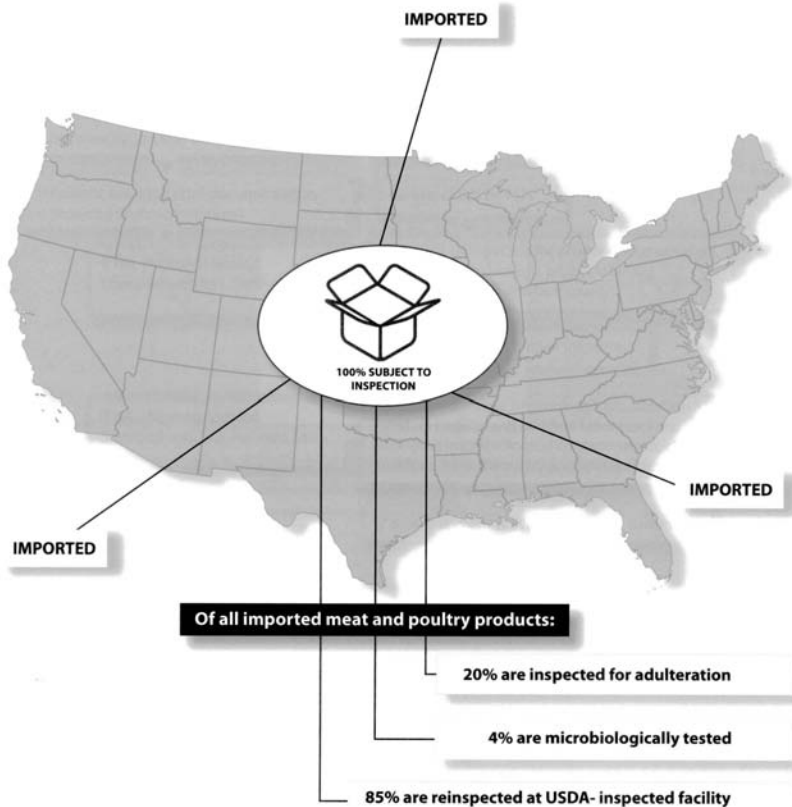 IMPORTED
100% SUBJECT TO
INSPECTION
IMPORTED
IMPORTED
Of all imported meat and poultry products:
20% are inspected for adulteration
4% are microbiologically tested
85% are reinspected at USDA- inspected facility